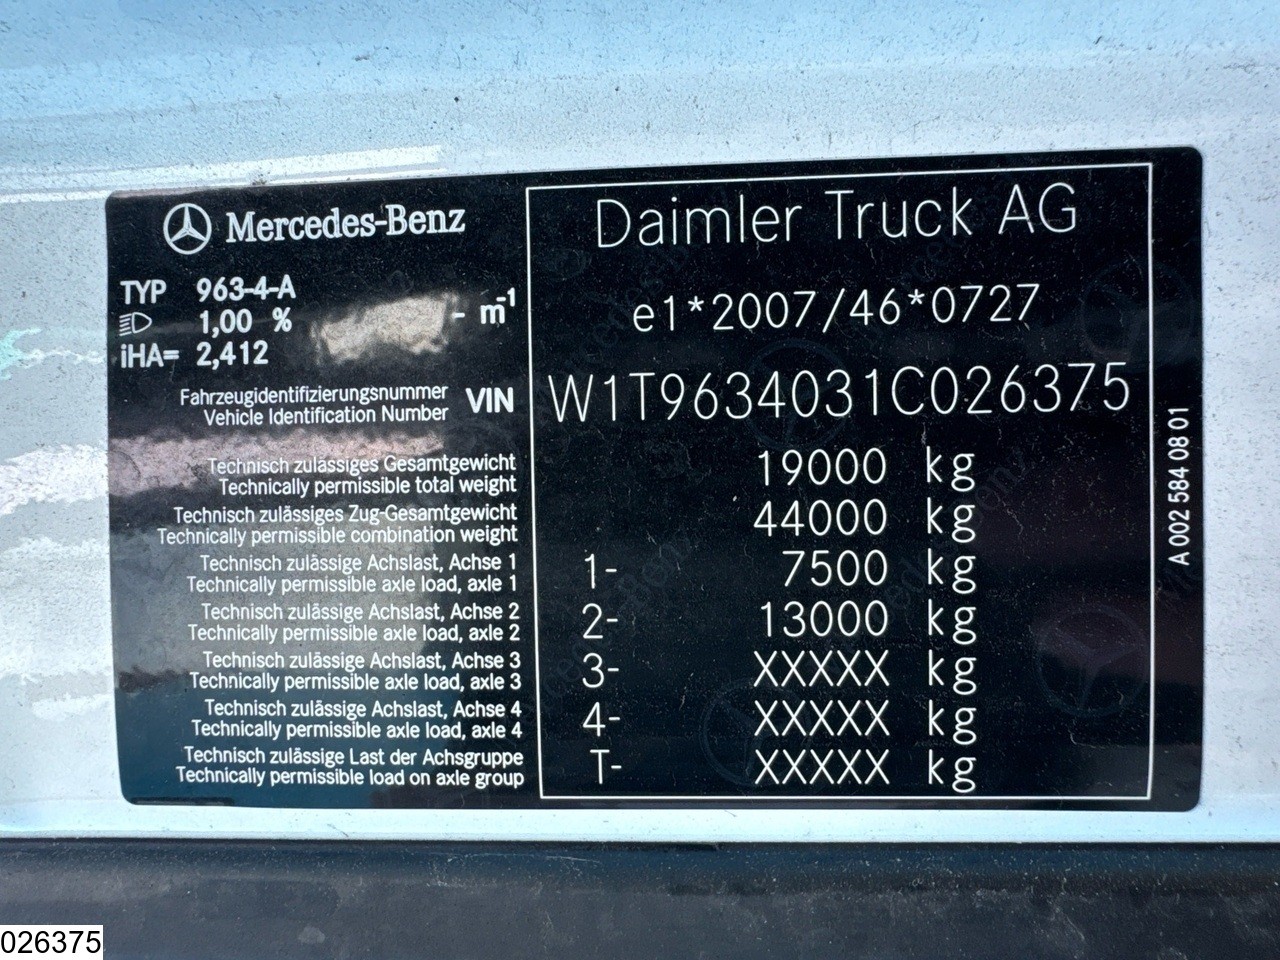 Mercedes-Benz
Daimler Truck AG
TYP 963-4-A
1,00 % - m-1
iHA= 2,412
e1*2007/46*0727
Fahrzeugidentifizierungsnummer
Vehicle Identification Number
VIN W1T9634031C026375
Technisch zulässiges Gesamtgewicht
Technically permissible total weight
19000 kg
Technisch zulässiges Zug-Gesamtgewicht
Technically permissible combination weight
44000 kg
Technisch zulässige Achslast, Achse 1
Technically permissible axle load, axle 1
1- 7500 kg
Technisch zulässige Achslast, Achse 2
Technically permissible axle load, axle 2
2- 13000 kg
Technisch zulässige Achslast, Achse 3
Technically permissible axle load, axle 3
3- XXXXX kg
Technisch zulässige Achslast, Achse 4
Technically permissible axle load, axle 4
4- XXXXX kg
Technisch zulässige Last der Achsgruppe
Technically permissible load on axle group
T- XXXXX kg
A 002 584 08 01
026375